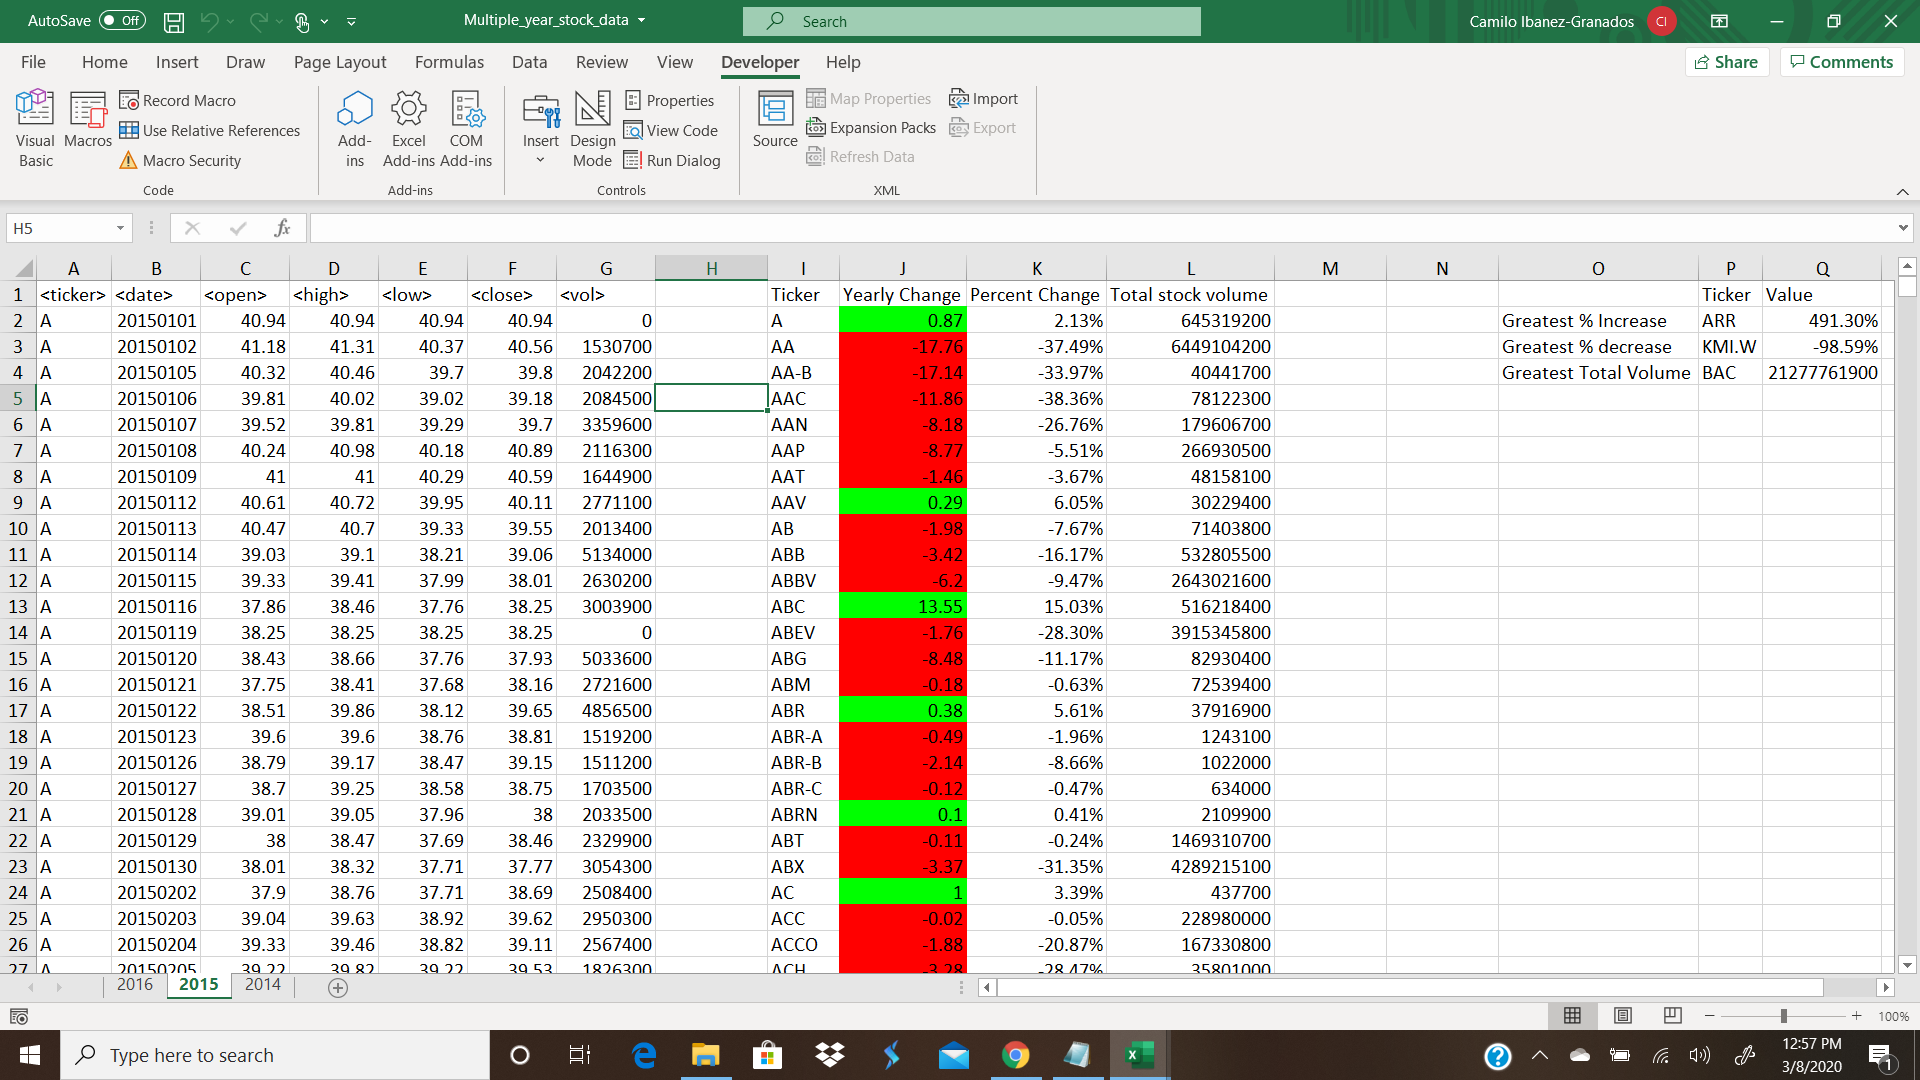 AutoSave Off Multiple_year_stock_data Search Camilo Ibanez-Granados CI
File Home Insert Draw Page Layout Formulas Data Review View Developer Help Share Comments
Visual Basic Macros Record Macro Use Relative References Macro Security Add-ins Excel Add-ins COM Add-ins Insert Design Mode Properties View Code Run Dialog Source Map Properties Expansion Packs Refresh Data Import Export
Code Add-ins Controls XML
H5 fx
A B C D E F G H I J K L M N O P Q
1 <ticker> <date> <open> <high> <low> <close> <vol> Ticker Yearly Change Percent Change Total stock volume Ticker Value
2 A 20150101 40.94 40.94 40.94 40.94 0 A 0.87 2.13% 645319200 Greatest % Increase ARR 491.30%
3 A 20150102 41.18 41.31 40.37 40.56 1530700 AA -17.76 -37.49% 6449104200 Greatest % decrease KMI.W -98.59%
4 A 20150105 40.32 40.46 39.7 39.8 2042200 AA-B -17.14 -33.97% 40441700 Greatest Total Volume BAC 21277761900
5 A 20150106 39.81 40.02 39.02 39.18 2084500 AAC -11.86 -38.36% 78122300
6 A 20150107 39.52 39.81 39.29 39.7 3359600 AAN -8.18 -26.76% 179606700
7 A 20150108 40.24 40.98 40.18 40.89 2116300 AAP -8.77 -5.51% 266930500
8 A 20150109 41 41 40.29 40.59 1644900 AAT -1.46 -3.67% 48158100
9 A 20150112 40.61 40.72 39.95 40.11 2771100 AAV 0.29 6.05% 30229400
10 A 20150113 40.47 40.7 39.33 39.55 2013400 AB -1.98 -7.67% 71403800
11 A 20150114 39.03 39.1 38.21 39.06 5134000 ABB -3.42 -16.17% 532805500
12 A 20150115 39.33 39.41 37.99 38.01 2630200 ABBV -6.2 -9.47% 2643021600
13 A 20150116 37.86 38.46 37.76 38.25 3003900 ABC 13.55 15.03% 516218400
14 A 20150119 38.25 38.25 38.25 38.25 0 ABEV -1.76 -28.30% 3915345800
15 A 20150120 38.43 38.66 37.76 37.93 5033600 ABG -8.48 -11.17% 82930400
16 A 20150121 37.75 38.41 37.68 38.16 2721600 ABM -0.18 -0.63% 72539400
17 A 20150122 38.51 39.86 38.12 39.65 4856500 ABR 0.38 5.61% 37916900
18 A 20150123 39.6 39.6 38.76 38.81 1519200 ABR-A -0.49 -1.96% 1243100
19 A 20150126 38.79 39.17 38.47 39.15 1511200 ABR-B -2.14 -8.66% 1022000
20 A 20150127 38.7 39.25 38.58 38.75 1703500 ABR-C -0.12 -0.47% 634000
21 A 20150128 39.01 39.05 37.96 38 2033500 ABRN 0.1 0.41% 2109900
22 A 20150129 38 38.47 37.69 38.46 2329900 ABT -0.11 -0.24% 1469310700
23 A 20150130 38.01 38.32 37.71 37.77 3054300 ABX -3.37 -31.35% 4289215100
24 A 20150202 37.9 38.76 37.71 38.69 2508400 AC 1 3.39% 437700
25 A 20150203 39.04 39.63 38.92 39.62 2950300 ACC -0.02 -0.05% 228980000
26 A 20150204 39.33 39.46 38.82 39.11 2567400 ACCO -1.88 -20.87% 167330800
27 A 20150205 39.22 39.82 39.22 39.53 1826300 ACH -3.28 -28.47% 35801000
2016 2015 2014
100%
Type here to search 12:57 PM
3/8/2020 1